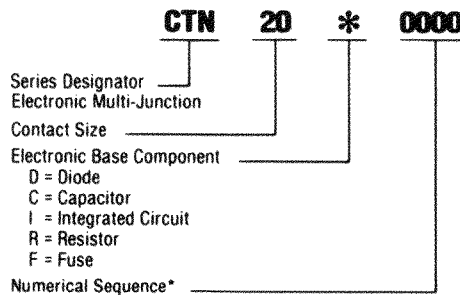 CTN 20 * 0000
Series Designator
Electronic Multi-Junction
Contact Size
Electronic Base Component
D = Diode
C = Capacitor
I = Integrated Circuit
R = Resistor
F = Fuse
Numerical Sequence*